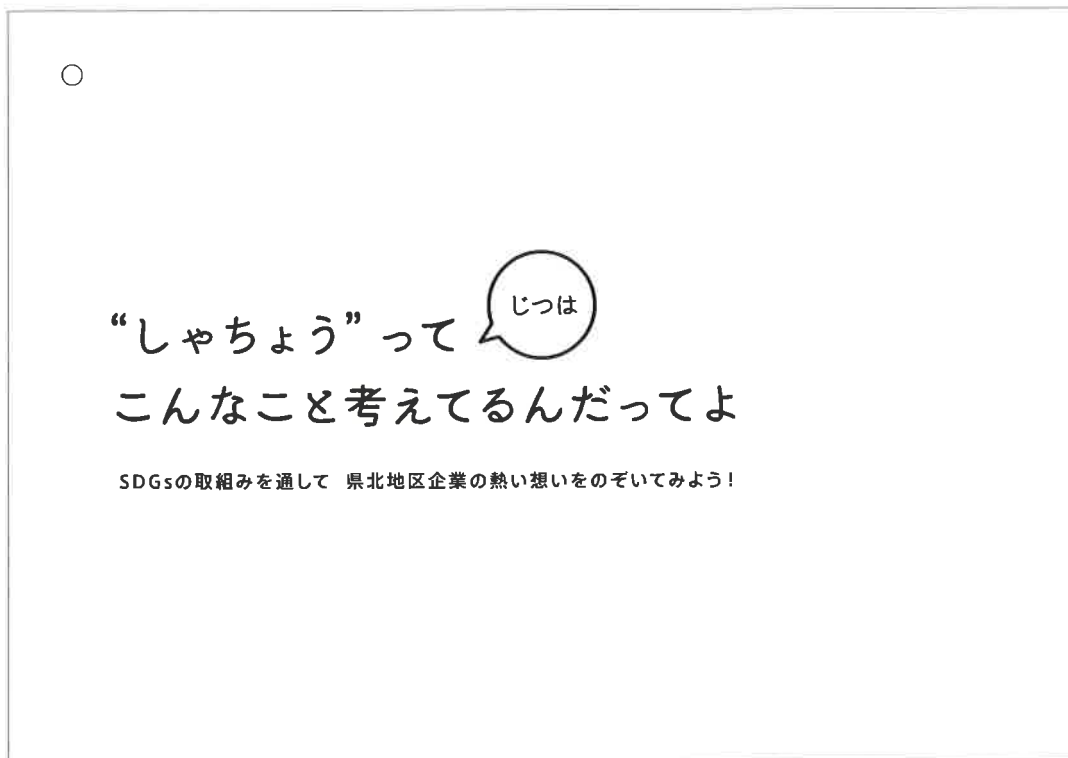 “しゃちょう”って
じつは
こんなこと考えてるんだってよ
SDGsの取組みを通して 県北地区企業の熱い想いをのぞいてみよう!